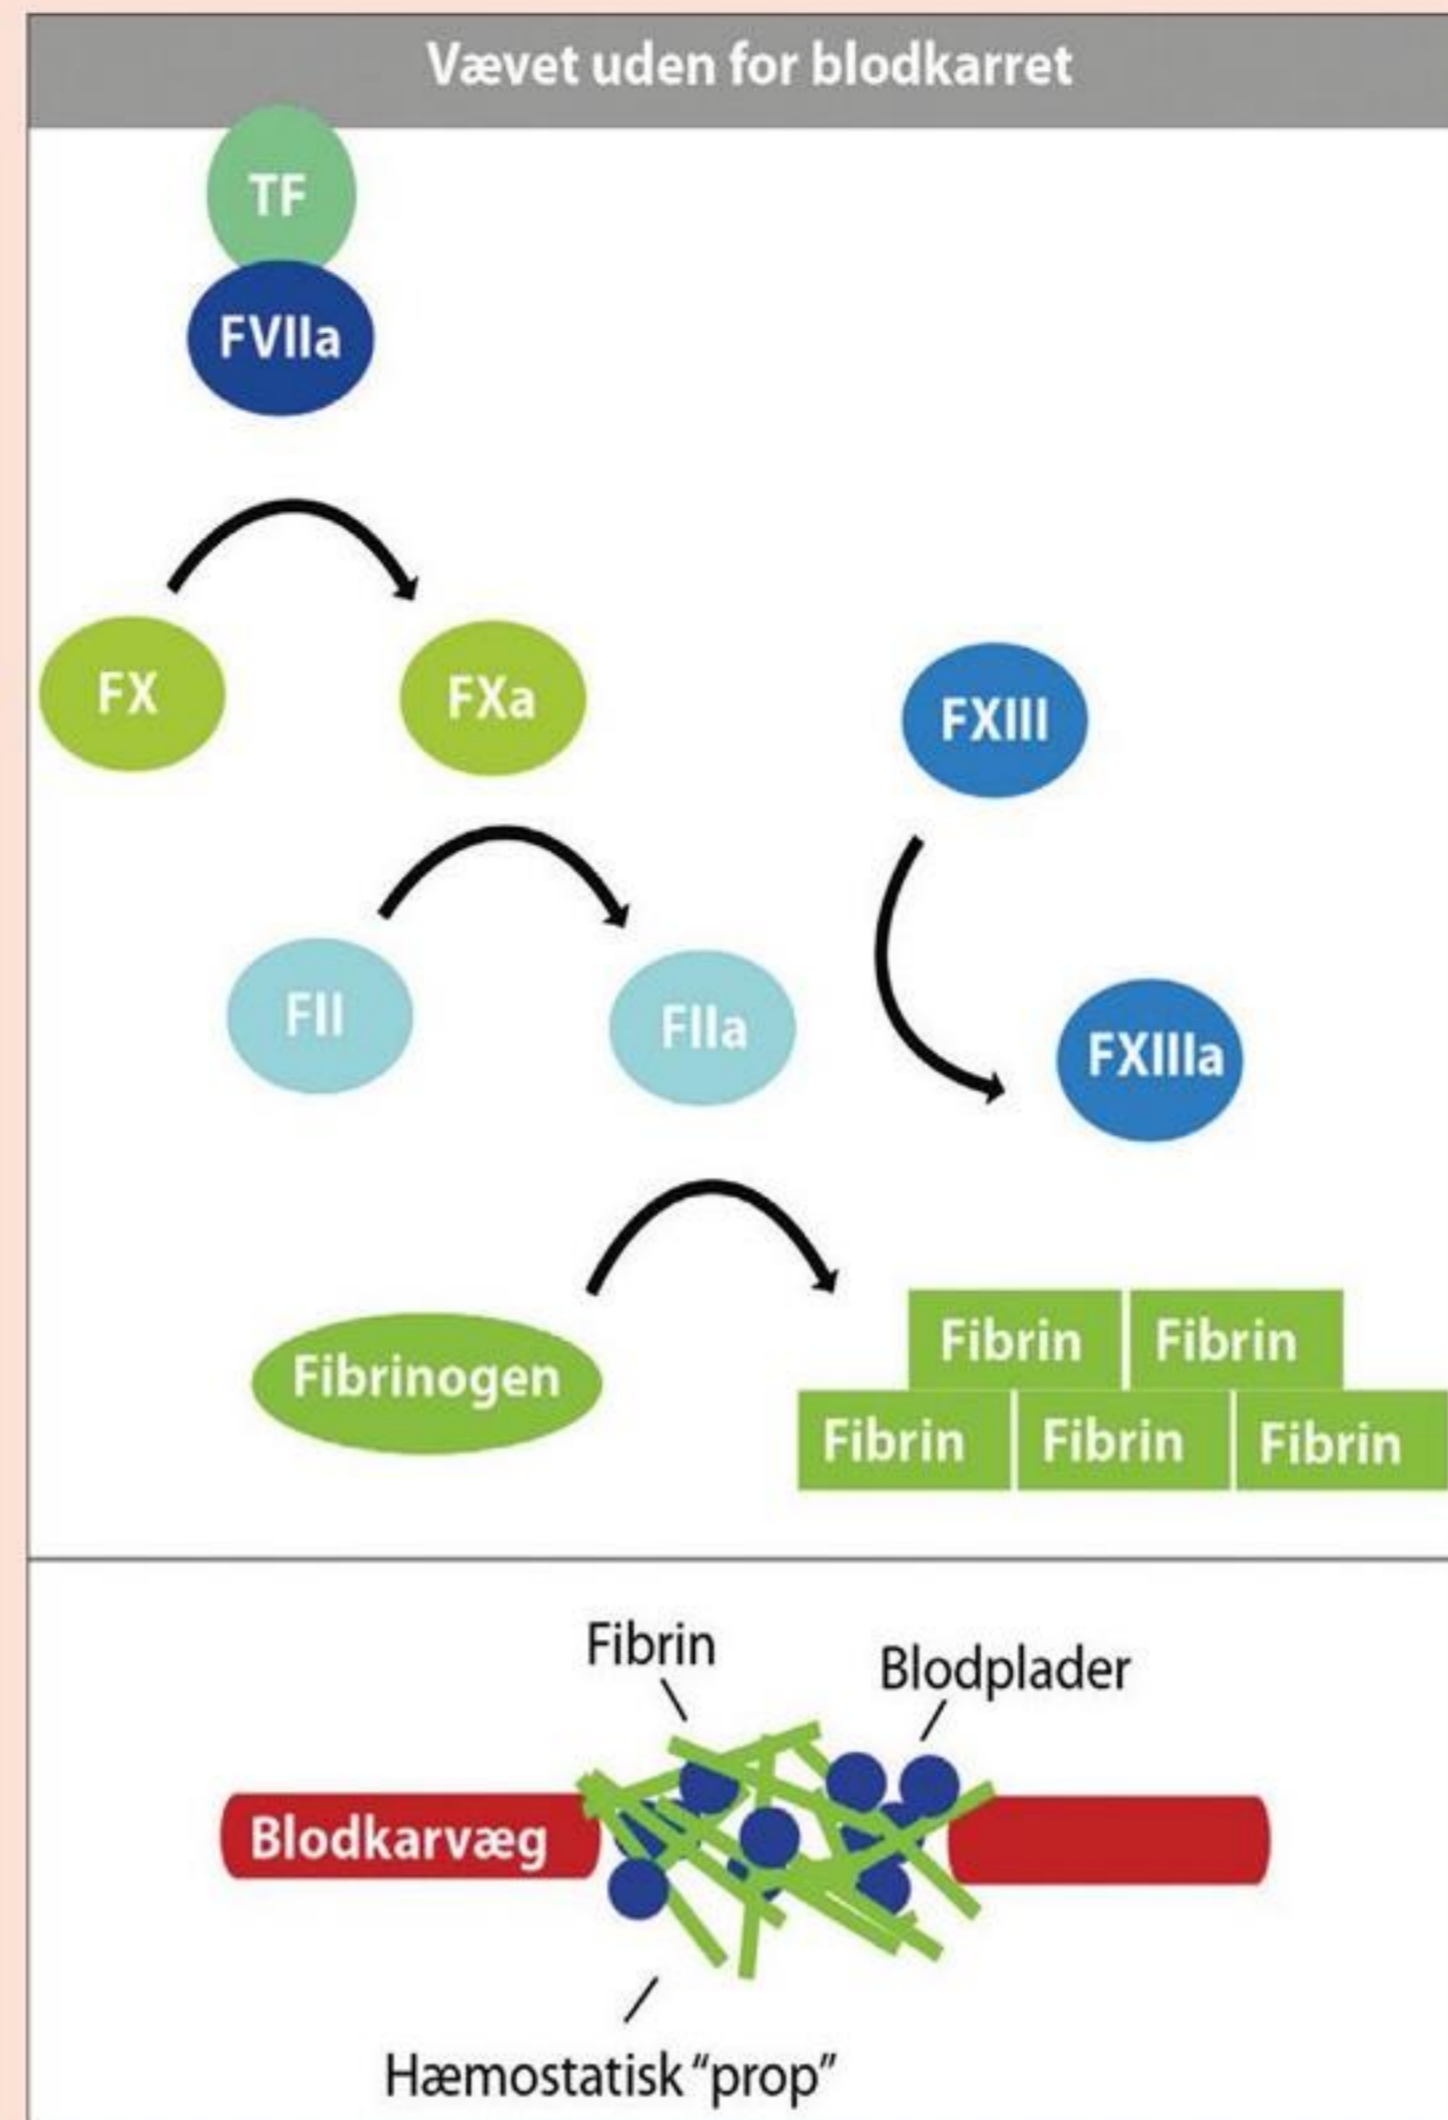 Vævet uden for blodkarret
TF
FVIIa
FX
FXa
FXIII
FII
FIIa
FXIIIa
Fibrinogen
Fibrin Fibrin
Fibrin Fibrin Fibrin
Fibrin
Blodplader
Blodkarvæg
Hæmostatisk “prop”